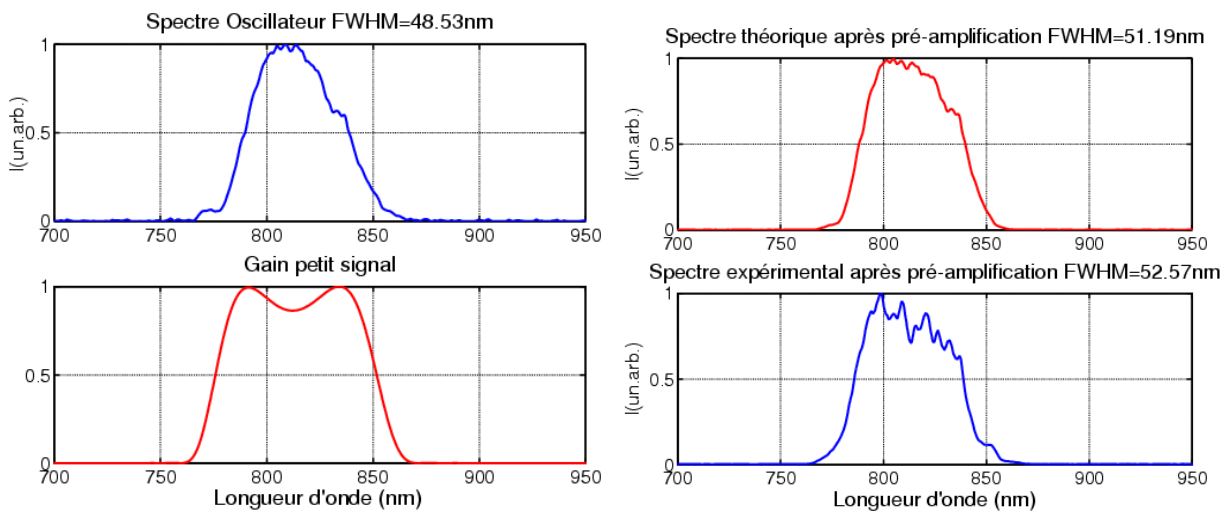 Spectre Oscillateur FWHM=48.53nm
1
0.5
0
I(un.arb.)
700 750 800 850 900 950
Gain petit signal
1
0.5
0
700 750 800 850 900 950
Longueur d'onde (nm)
Spectre théorique après pré-amplification FWHM=51.19nm
1
0.5
0
I(un.arb.)
700 750 800 850 900 950
Spectre expérimental après pré-amplification FWHM=52.57nm
1
0.5
0
I(un.arb.)
700 750 800 850 900 950
Longueur d'onde (nm)